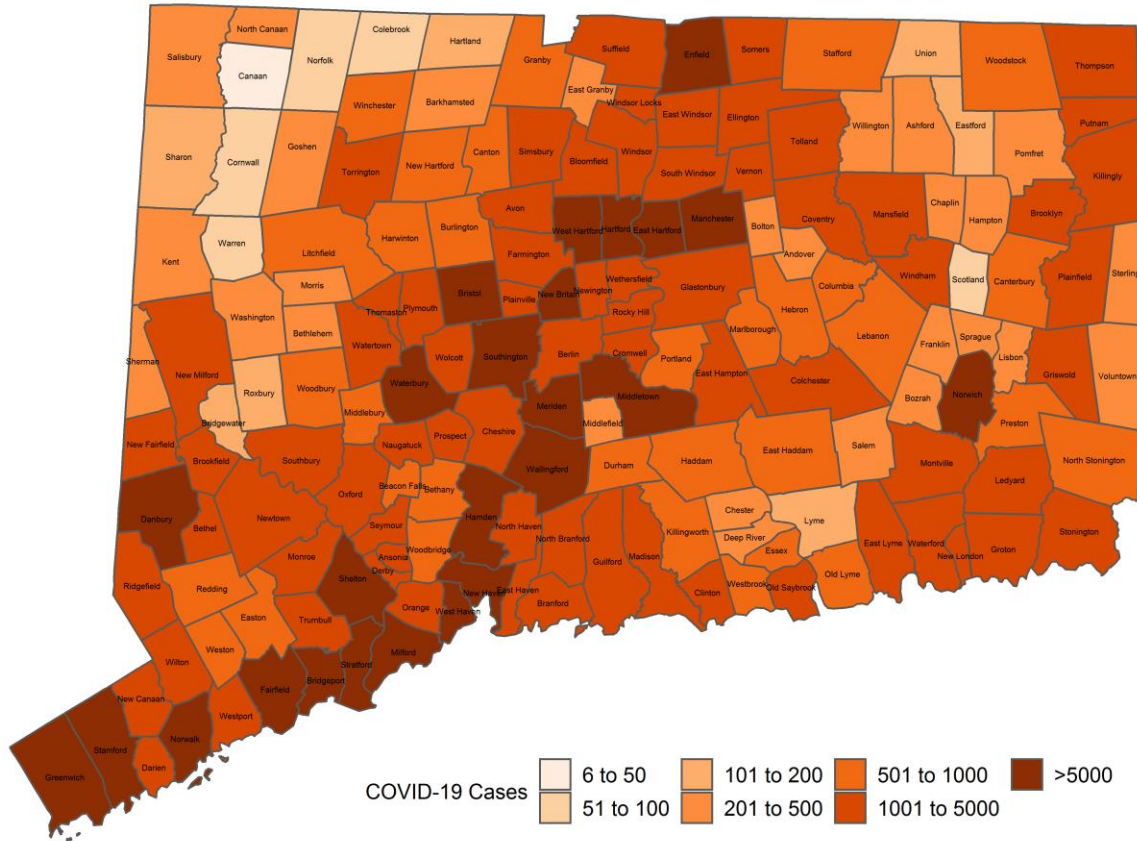 North Canaan
Colebrook
Hartland
Suffield
Enfield
Somers
Stafford
Union
Woodstock
Thompson
Salisbury
Canaan
Norfolk
Granby
East Granby
Winchester
Barkhamsted
Windsor Locks
East Windsor
Ellington
Willington
Ashford
Eastford
Putnam
Sharon
Cornwall
Goshen
Torrington
New Hartford
Canton
Simsbury
Bloomfield
Windsor
South Windsor
Vernon
Tolland
Pomfret
Killingly
Kent
Warren
Litchfield
Harwinton
Burlington
Avon
West Hartford
Hartford
East Hartford
Manchester
Bolton
Coventry
Mansfield
Chaplin
Hampton
Brooklyn
Morris
Farmington
Andover
Columbia
Windham
Scotland
Canterbury
Plainfield
Sterling
Washington
Bethlehem
Thomaston
Plymouth
Bristol
Plainville
New Britain
Newington
Wethersfield
Rocky Hill
Glastonbury
Hebron
Marlborough
Lebanon
Sherman
New Milford
Roxbury
Woodbury
Watertown
Wolcott
Southington
Berlin
Cromwell
Portland
East Hampton
Colchester
Franklin
Sprague
Lisbon
Griswold
Voluntown
Bridgewater
Middlebury
Waterbury
Cheshire
Meriden
Middletown
Middlefield
Bozrah
Norwich
Preston
New Fairfield
Brookfield
Southbury
Naugatuck
Prospect
Wallingford
Durham
Haddam
East Haddam
Salem
Montville
Ledyard
North Stonington
Danbury
Bethel
Newtown
Oxford
Beacon Falls
Bethany
Hamden
North Haven
North Branford
Guilford
Madison
Killingworth
Chester
Deep River
Essex
Lyme
East Lyme
Waterford
New London
Groton
Stonington
Ridgefield
Redding
Monroe
Seymour
Ansonia
Derby
Woodbridge
Shelton
Orange
New Haven
East Haven
West Haven
Branford
Clinton
Westbrook
Old Saybrook
Old Lyme
Easton
Weston
Trumbull
Wilton
Fairfield
Bridgeport
Stratford
Milford
New Canaan
Westport
Norwalk
Greenwich
Stamford
Darien
COVID-19 Cases
6 to 50
101 to 200
501 to 1000
>5000
51 to 100
201 to 500
1001 to 5000